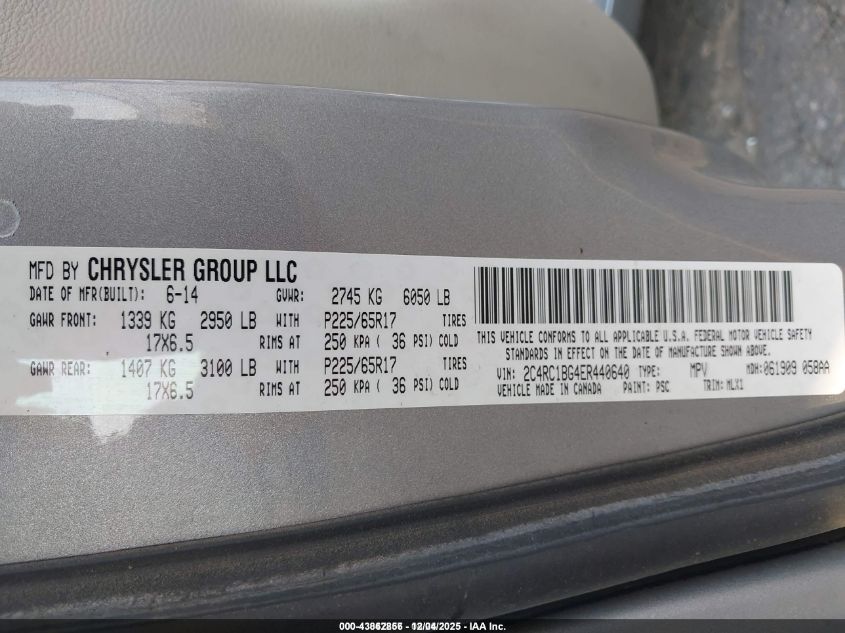 MFD BY CHRYSLER GROUP LLC
DATE OF MFR(BUILT): 6-14 GVWR: 2745 KG 6050 LB
GAWR FRONT: 1339 KG 2950 LB WITH P225/65R17 TIRES
17X6.5 RIMS AT 250 KPA ( 36 PSI) COLD
GAWR REAR: 1407 KG 3100 LB WITH P225/65R17 TIRES
17X6.5 RIMS AT 250 KPA ( 36 PSI) COLD
THIS VEHICLE CONFORMS TO ALL APPLICABLE U.S.A. FEDERAL MOTOR VEHICLE SAFETY
STANDARDS IN EFFECT ON THE DATE OF MANUFACTURE SHOWN ABOVE.
VIN: 2C4RC1BG4ER440640 TYPE: MPV MDH: 061909 058AA
VEHICLE MADE IN CANADA PAINT: PSC TRIM: MLX1
- IAA Inc.